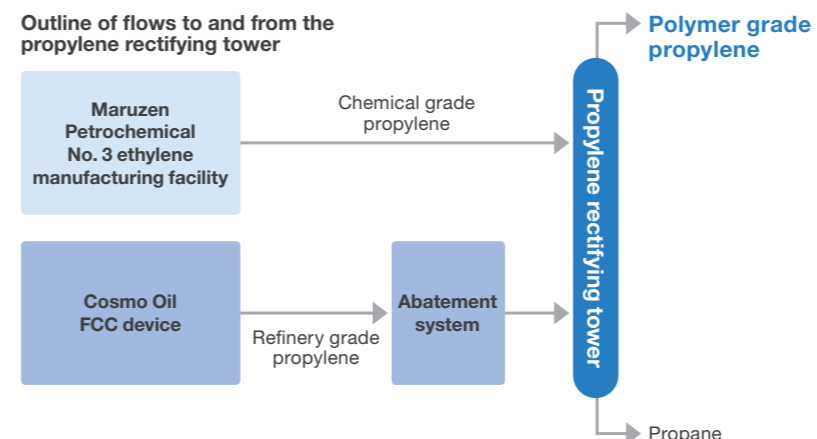 Outline of flows to and from the
propylene rectifying tower
Polymer grade
propylene
Maruzen
Petrochemical
No. 3 ethylene
manufacturing facility
Chemical grade
propylene
Propylene rectifying tower
Cosmo Oil
FCC device
Refinery grade
propylene
Abatement
system
Propane